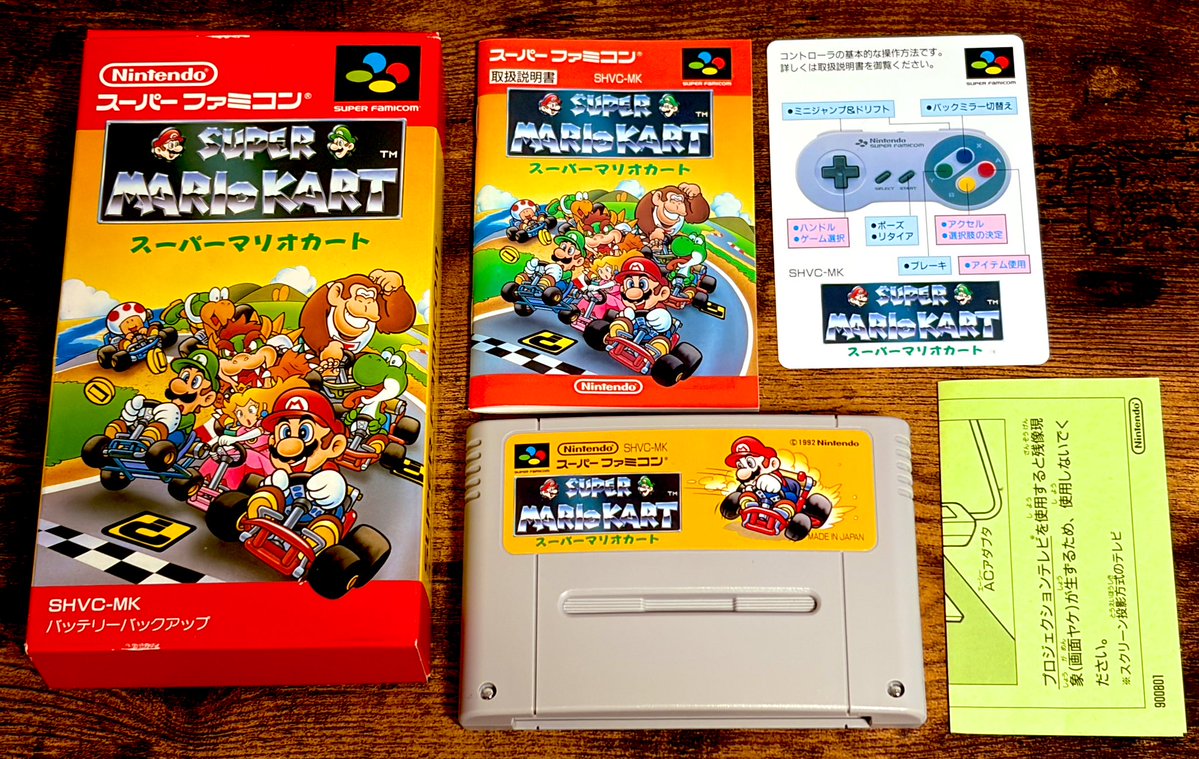 Nintendo®
スーパーファミコン®
SUPER FAMICOM™
SUPER
MARIO KART™
スーパーマリオカート
SHVC-MK
バッテリーバックアップ
スーパーファミコン®
取扱説明書
SHVC-MK
SUPER FAMICOM
SUPER
MARIO KART™
スーパーマリオカート
Nintendo®
コントローラの基本的な操作方法です。
詳しくは取扱説明書を御覧ください。
SUPER FAMICOM
●ミニジャンプ&ドリフト
●バックミラー切替え
Nintendo
SUPER FAMICOM
X
A
Y
B
SELECT
START
●ハンドル
●ゲーム選択
●ポーズ
●リタイア
●アクセル
●選択肢の決定
●ブレーキ
●アイテム使用
SHVC-MK
SUPER
MARIO KART™
スーパーマリオカート
Nintendo®
SHVC-MK
スーパーファミコン®
©1992 Nintendo
SUPER
MARIO KART™
スーパーマリオカート
MADE IN JAPAN
Nintendo®
プロジェクションテレビを使用すると残像現
象(画面ヤケ)が生ずるため、使用しないでく
ださい。
※スクリーン投影方式のテレビ
ACアダプタ
900801